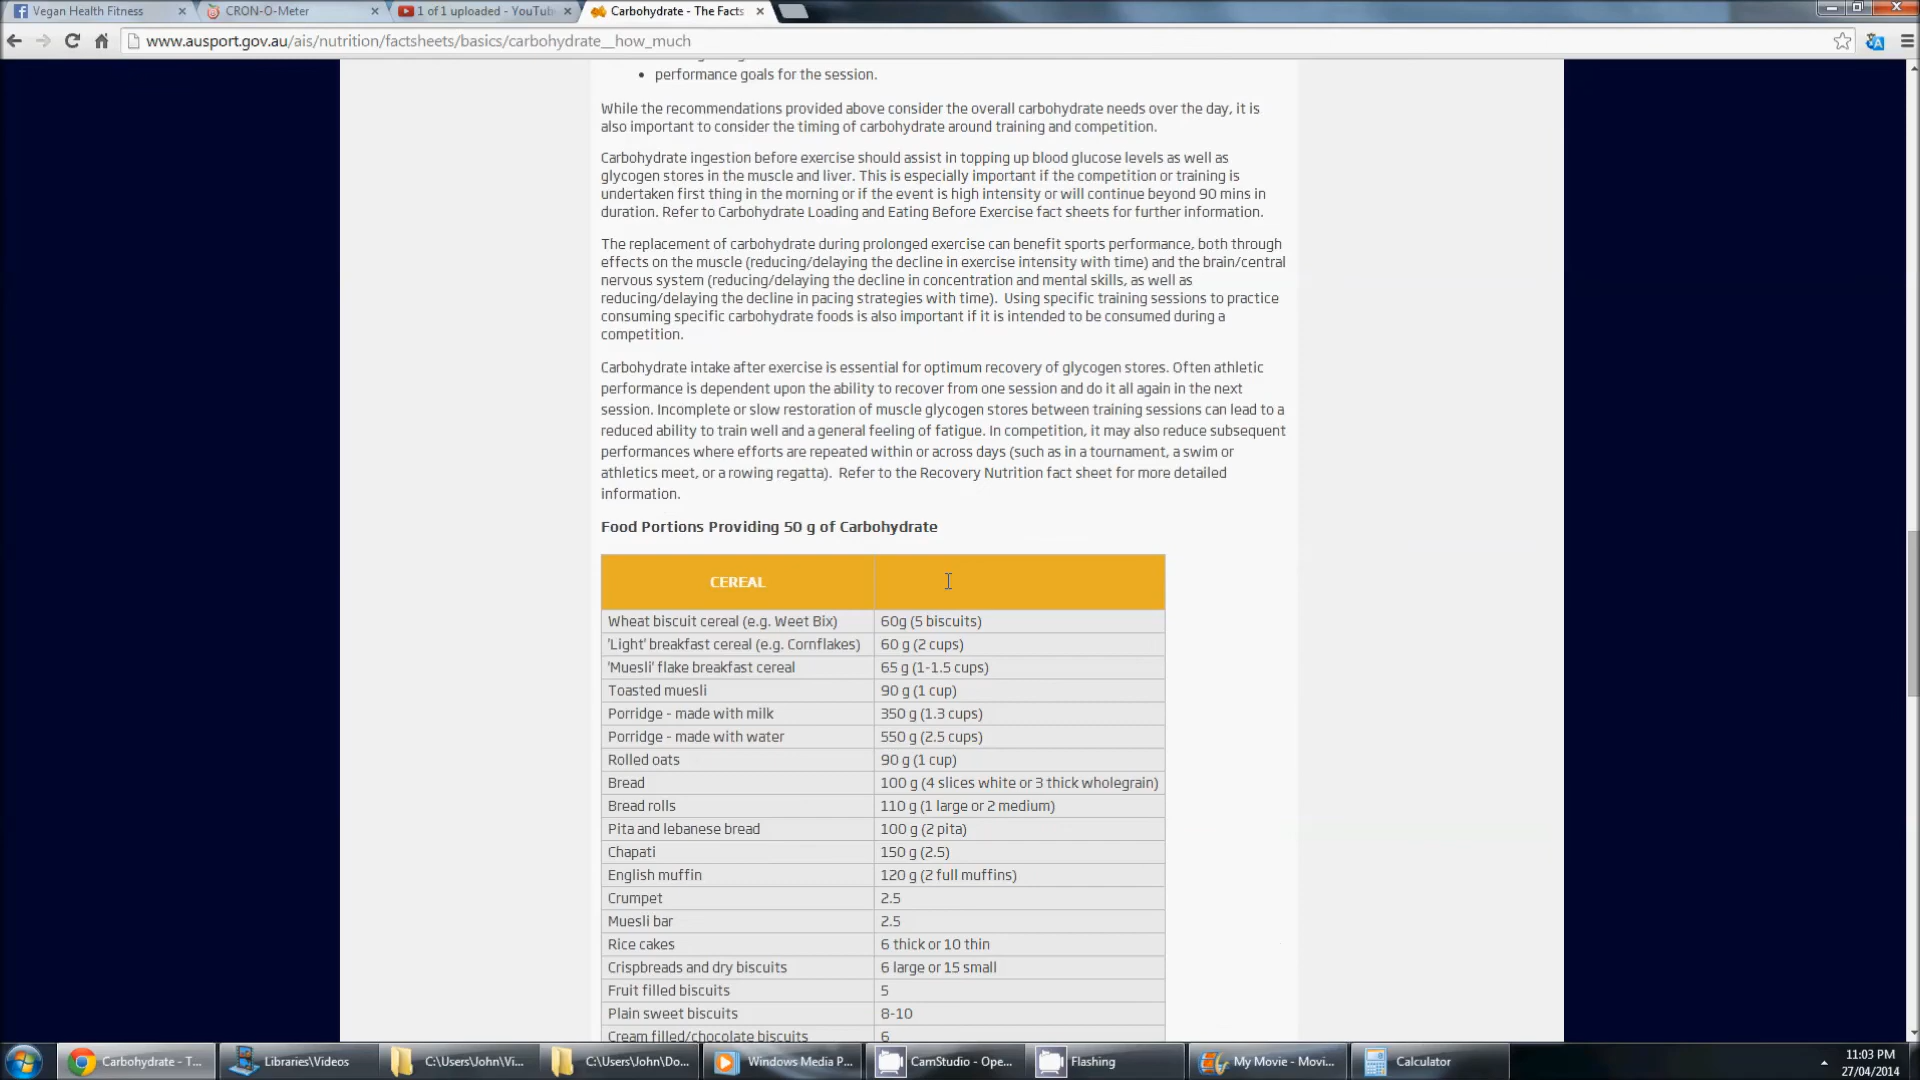 Vegan Health Fitness
CRON-O-Meter
1 of 1 uploaded - YouTub
Carbohydrate - The Facts
www.ausport.gov.au/ais/nutrition/factsheets/basics/carbohydrate__how_much
• performance goals for the session.
While the recommendations provided above consider the overall carbohydrate needs over the day, it is
also important to consider the timing of carbohydrate around training and competition.
Carbohydrate ingestion before exercise should assist in topping up blood glucose levels as well as
glycogen stores in the muscle and liver. This is especially important if the competition or training is
undertaken first thing in the morning or if the event is high intensity or will continue beyond 90 mins in
duration. Refer to Carbohydrate Loading and Eating Before Exercise fact sheets for further information.
The replacement of carbohydrate during prolonged exercise can benefit sports performance, both through
effects on the muscle (reducing/delaying the decline in exercise intensity with time) and the brain/central
nervous system (reducing/delaying the decline in concentration and mental skills, as well as
reducing/delaying the decline in pacing strategies with time).  Using specific training sessions to practice
consuming specific carbohydrate foods is also important if it is intended to be consumed during a
competition.
Carbohydrate intake after exercise is essential for optimum recovery of glycogen stores. Often athletic
performance is dependent upon the ability to recover from one session and do it all again in the next
session. Incomplete or slow restoration of muscle glycogen stores between training sessions can lead to a
reduced ability to train well and a general feeling of fatigue. In competition, it may also reduce subsequent
performances where efforts are repeated within or across days (such as in a tournament, a swim or
athletics meet, or a rowing regatta).  Refer to the Recovery Nutrition fact sheet for more detailed
information.
Food Portions Providing 50 g of Carbohydrate
CEREAL
Wheat biscuit cereal (e.g. Weet Bix) 60g (5 biscuits)
'Light' breakfast cereal (e.g. Cornflakes) 60 g (2 cups)
'Muesli' flake breakfast cereal 65 g (1-1.5 cups)
Toasted muesli 90 g (1 cup)
Porridge - made with milk 350 g (1.3 cups)
Porridge - made with water 550 g (2.5 cups)
Rolled oats 90 g (1 cup)
Bread 100 g (4 slices white or 3 thick wholegrain)
Bread rolls 110 g (1 large or 2 medium)
Pita and lebanese bread 100 g (2 pita)
Chapati 150 g (2.5)
English muffin 120 g (2 full muffins)
Crumpet 2.5
Muesli bar 2.5
Rice cakes 6 thick or 10 thin
Crispbreads and dry biscuits 6 large or 15 small
Fruit filled biscuits 5
Plain sweet biscuits 8-10
Cream filled/chocolate biscuits 6
Carbohydrate - T...
Libraries\Videos
C:\Users\John\Vi...
C:\Users\John\Do...
Windows Media P...
CamStudio - Ope...
Flashing
My Movie - Movi...
Calculator
11:03 PM
27/04/2014